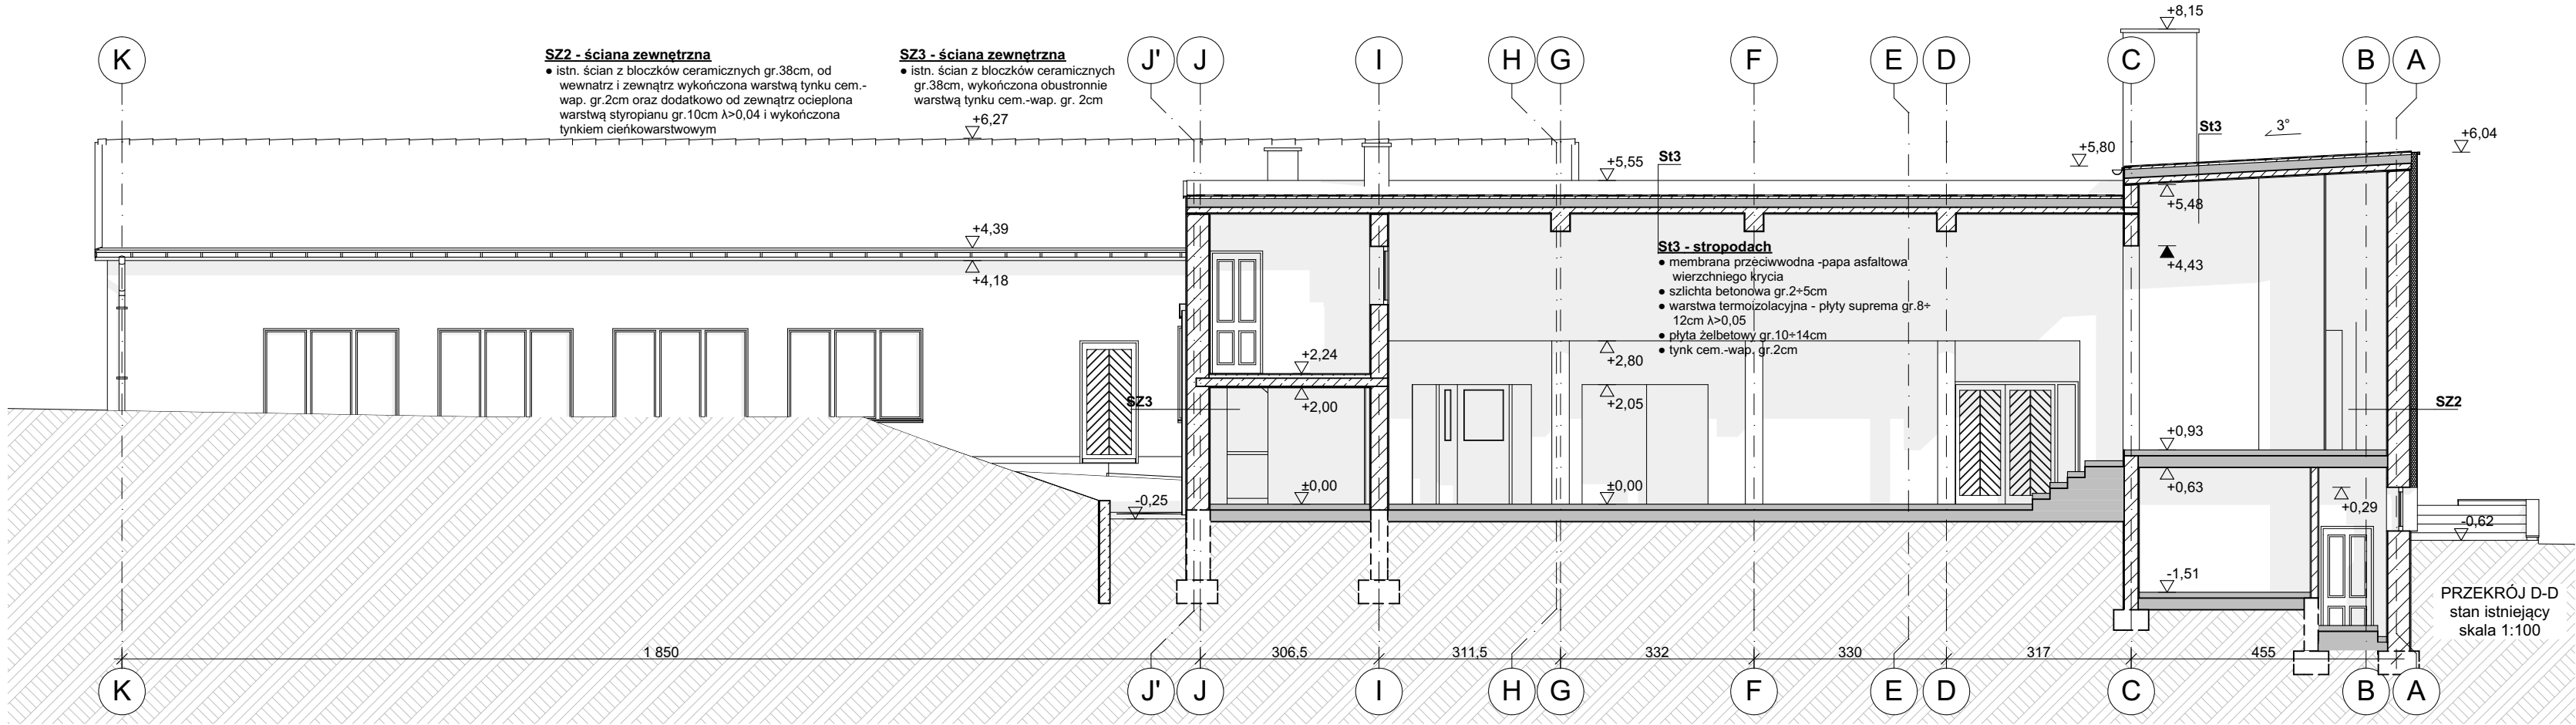 +8,15
K
J'
J
I
H
G
F
E
D
C
B
A
SZ2 - ściana zewnętrzna
● istn. ścian z bloczków ceramicznych gr.38cm, od
wewnatrz i zewnątrz wykończona warstwą tynku cem.-
wap. gr.2cm oraz dodatkowo od zewnątrz ocieplona
warstwą styropianu gr.10cm λ>0,04 i wykończona
tynkiem cieńkowarstwowym
SZ3 - ściana zewnętrzna
● istn. ścian z bloczków ceramicznych
gr.38cm, wykończona obustronnie
warstwą tynku cem.-wap. gr. 2cm
+6,27
St3
3°
+6,04
+5,80
+5,55
St3
+5,48
+4,39
+4,18
+4,43
St3 - stropodach
● membrana przeciwwodna -papa asfaltowa
wierzchniego krycia
● szlichta betonowa gr.2÷5cm
● warstwa termoizolacyjna - płyty suprema gr.8÷
12cm λ>0,05
● płyta żelbetowy gr.10÷14cm
● tynk cem.-wap. gr.2cm
+2,24
+2,80
SZ3
+2,00
+2,05
SZ2
+0,93
±0,00
±0,00
+0,63
-0,25
+0,29
-0,62
-1,51
PRZEKRÓJ D-D
stan istniejący
skala 1:100
1 850
306,5
311,5
332
330
317
455
K
J'
J
I
H
G
F
E
D
C
B
A